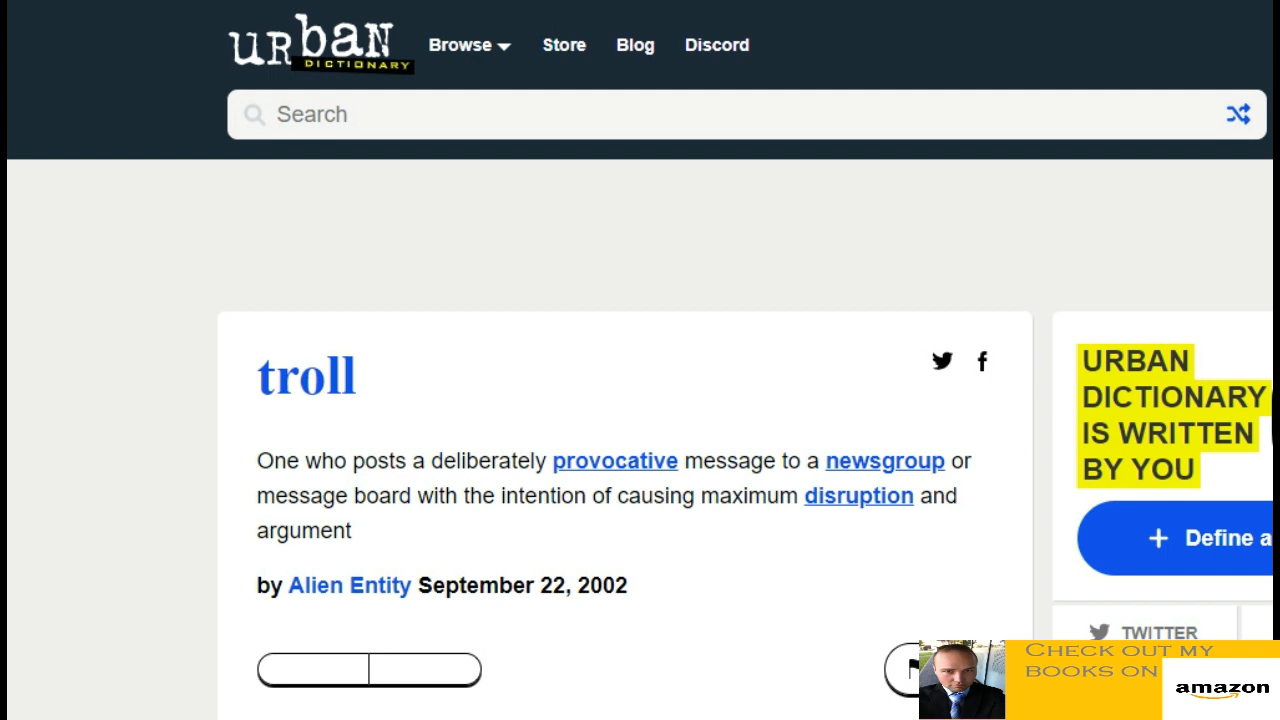 urban
DICTIONARY
Browse Store Blog Discord
Search
troll
One who posts a deliberately provocative message to a newsgroup or
message board with the intention of causing maximum disruption and
argument
by Alien Entity September 22, 2002
URBAN
DICTIONARY
IS WRITTEN
BY YOU
+ Define a
TWITTER
CHECK OUT MY
BOOKS ON
amazon